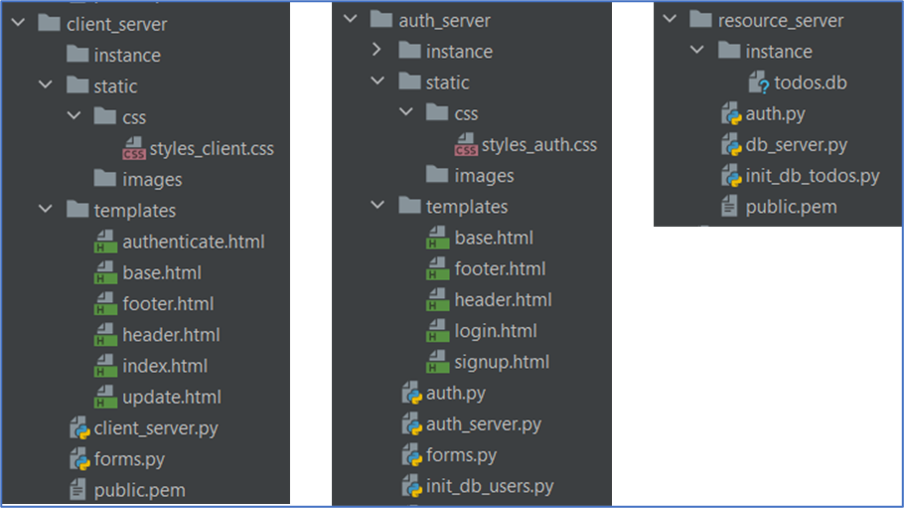 client_server
instance
static
css
styles_client.css
images
templates
authenticate.html
base.html
footer.html
header.html
index.html
update.html
client_server.py
forms.py
public.pem
auth_server
instance
static
css
styles_auth.css
images
templates
base.html
footer.html
header.html
login.html
signup.html
auth.py
auth_server.py
forms.py
init_db_users.py
resource_server
instance
todos.db
auth.py
db_server.py
init_db_todos.py
public.pem